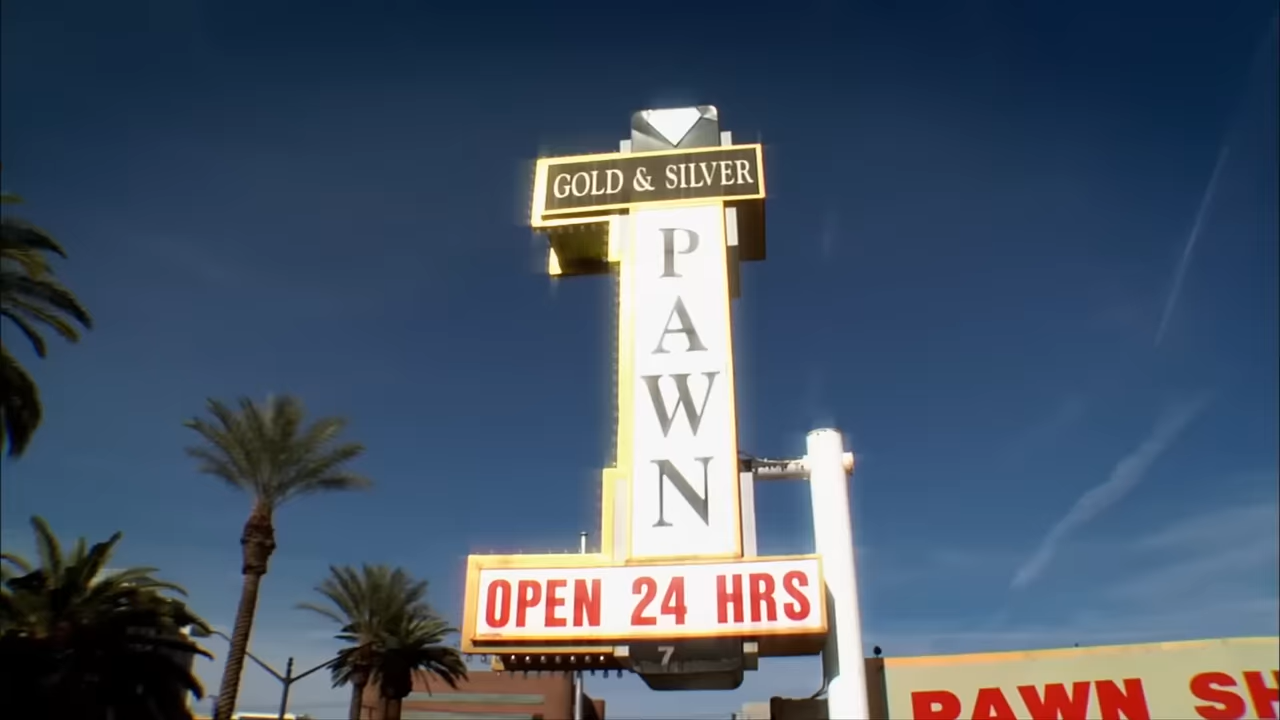 GOLD & SILVER
PAWN
OPEN 24 HRS
7
PAWN SH